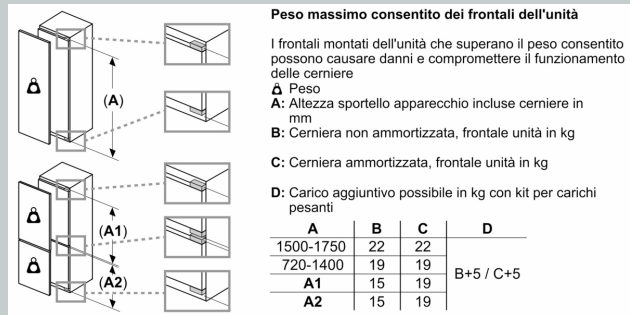 Peso massimo consentito dei frontali dell'unità
I frontali montati dell'unità che superano il peso consentito
possono causare danni e compromettere il funzionamento
delle cerniere
Peso
A: Altezza sportello apparecchio incluse cerniere in
mm
B: Cerniera non ammortizzata, frontale unità in kg
C: Cerniera ammortizzata, frontale unità in kg
D: Carico aggiuntivo possibile in kg con kit per carichi
pesanti
A B C D
1500-1750 22 22
720-1400 19 19
B+5 / C+5
A1 15 19
A2 15 19
(A)
(A1)
(A2)